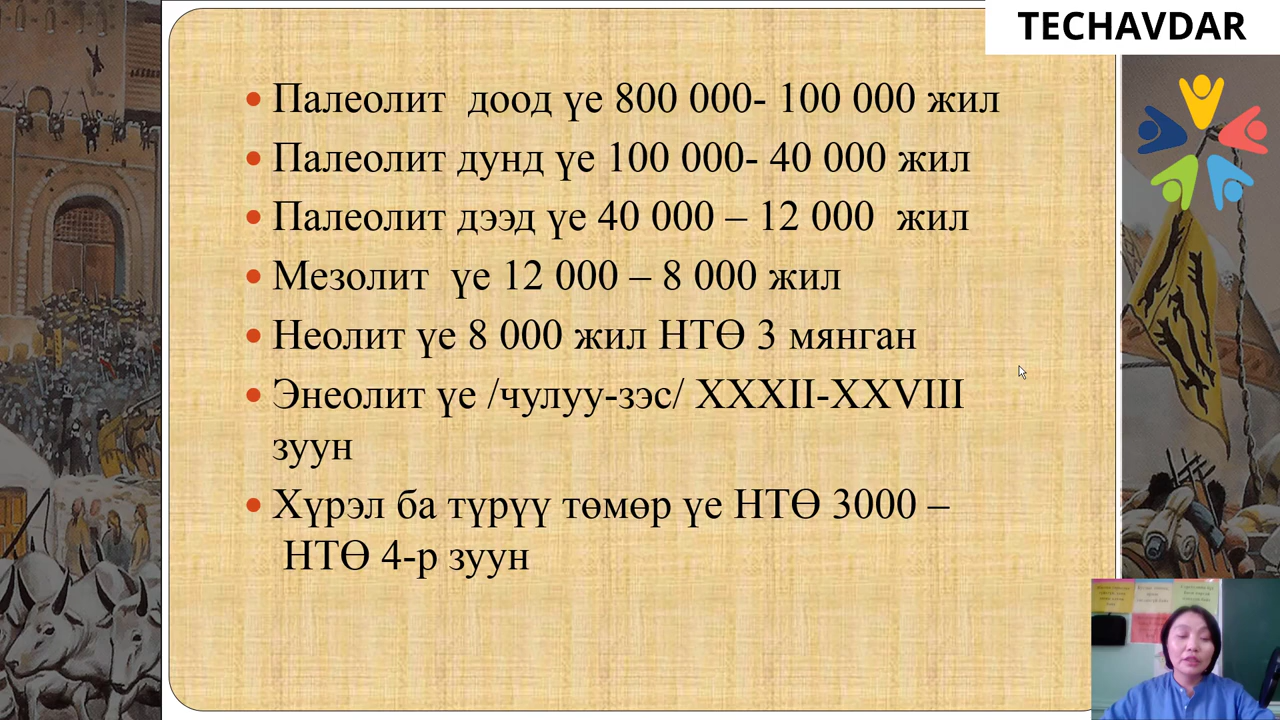 TECHAVDAR
• Палеолит доод үе 800 000- 100 000 жил
• Палеолит дунд үе 100 000- 40 000 жил
• Палеолит дээд үе 40 000 – 12 000 жил
• Мезолит үе 12 000 – 8 000 жил
• Неолит үе 8 000 жил НТӨ 3 мянган
• Энеолит үе /чулуу-зэс/ XXXII-XXVIII
зуун
• Хүрэл ба түрүү төмөр үе НТӨ 3000 –
НТӨ 4-р зуун